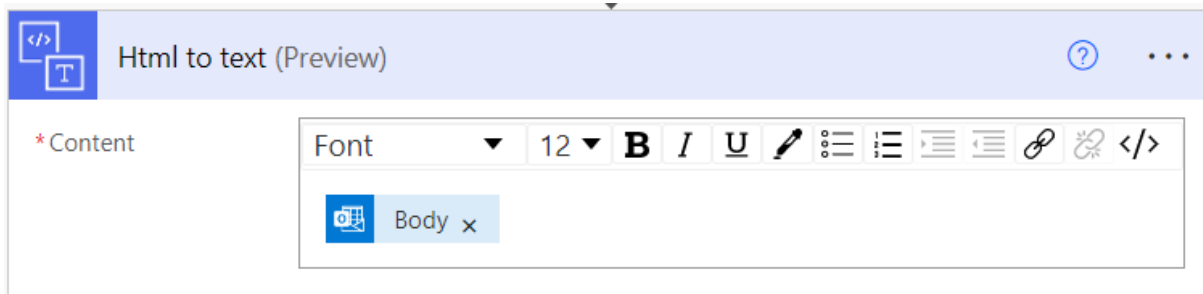 Html to text (Preview)
*Content
Font 12 B I U </>
Body ×